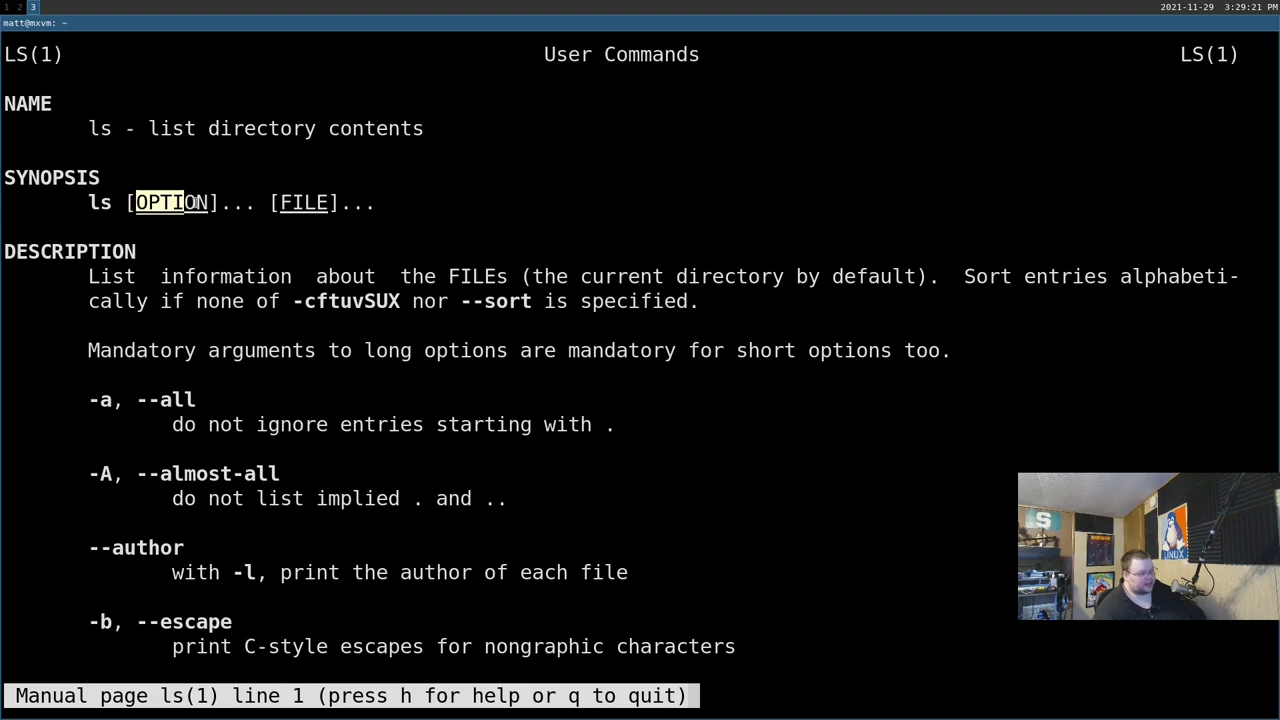 1 2 3
2021-11-29 3:29:21 PM
matt@mxvm: ~
LS(1) User Commands LS(1)
NAME
ls - list directory contents
SYNOPSIS
ls [OPTION]... [FILE]...
DESCRIPTION
List information about the FILEs (the current directory by default). Sort entries alphabeti-
cally if none of -cftuvSUX nor --sort is specified.
Mandatory arguments to long options are mandatory for short options too.
-a, --all
do not ignore entries starting with .
-A, --almost-all
do not list implied . and ..
--author
with -l, print the author of each file
-b, --escape
print C-style escapes for nongraphic characters
S
LINUX
Manual page ls(1) line 1 (press h for help or q to quit)